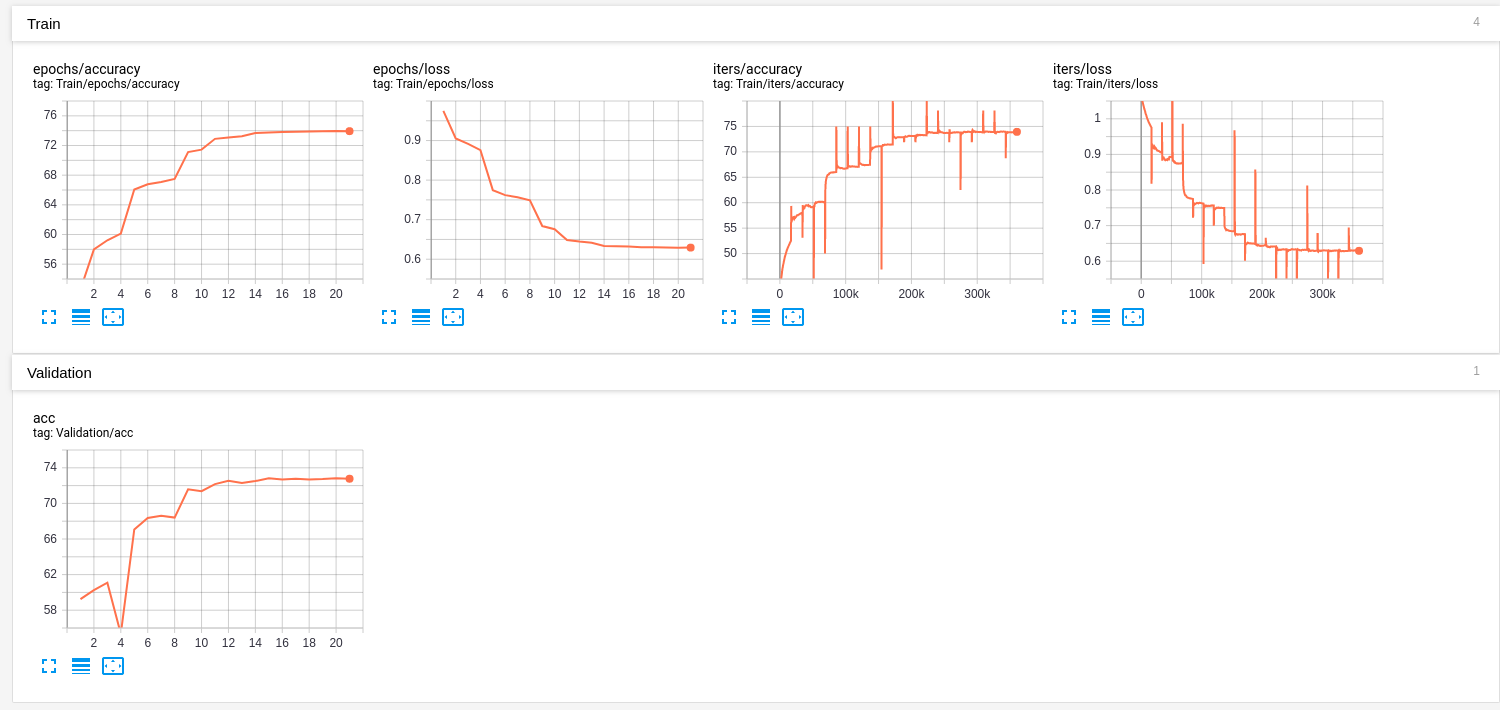 Train
4
epochs/accuracy
tag: Train/epochs/accuracy
76
72
68
64
60
56
2 4 6 8 10 12 14 16 18 20
epochs/loss
tag: Train/epochs/loss
0.9
0.8
0.7
0.6
2 4 6 8 10 12 14 16 18 20
iters/accuracy
tag: Train/iters/accuracy
75
70
65
60
55
50
0 100k 200k 300k
iters/loss
tag: Train/iters/loss
1
0.9
0.8
0.7
0.6
0 100k 200k 300k
Validation
1
acc
tag: Validation/acc
74
70
66
62
58
2 4 6 8 10 12 14 16 18 20